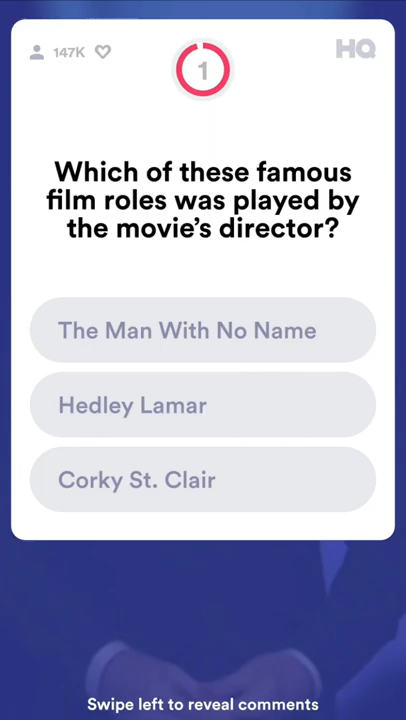 147K
1
HQ
Which of these famous
film roles was played by
the movie's director?
The Man With No Name
Hedley Lamar
Corky St. Clair
Swipe left to reveal comments